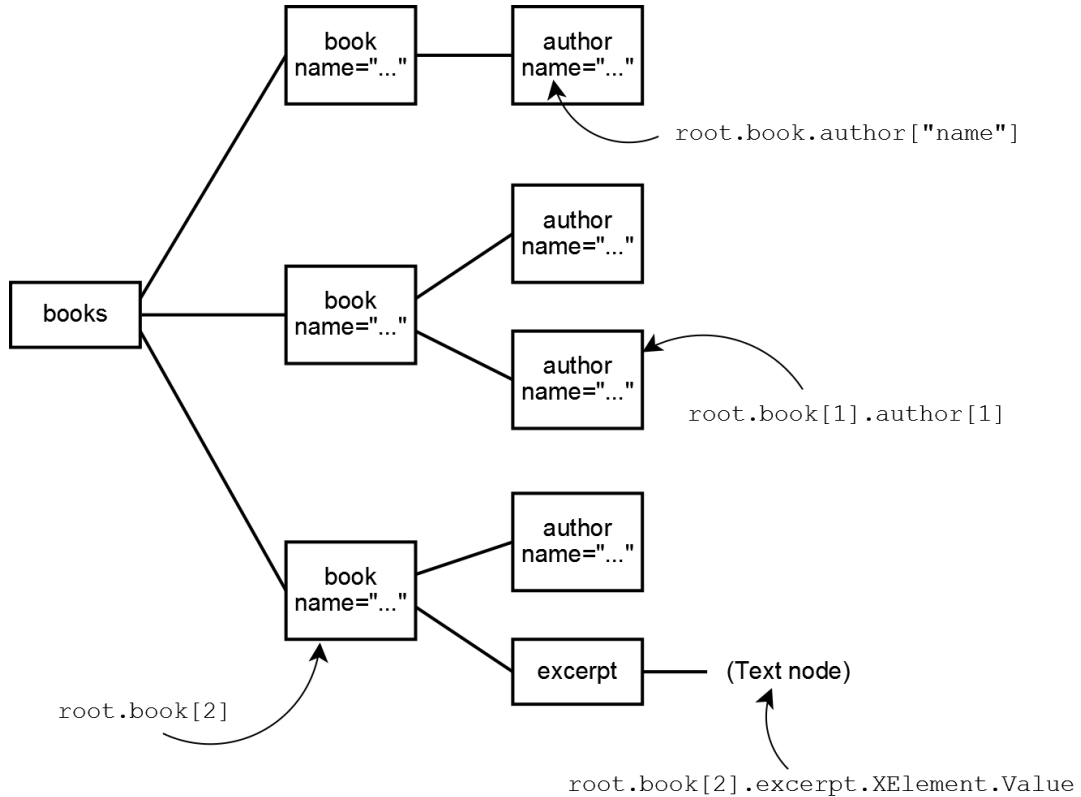 book
name="..."
author
name="..."
root.book.author["name"]
author
name="..."
books
book
name="..."
author
name="..."
root.book[1].author[1]
author
name="..."
book
name="..."
excerpt
(Text node)
root.book[2]
root.book[2].excerpt.XElement.Value